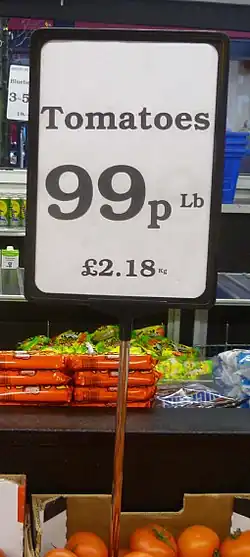 Tomatoes
99p Lb
£2.18 Kg